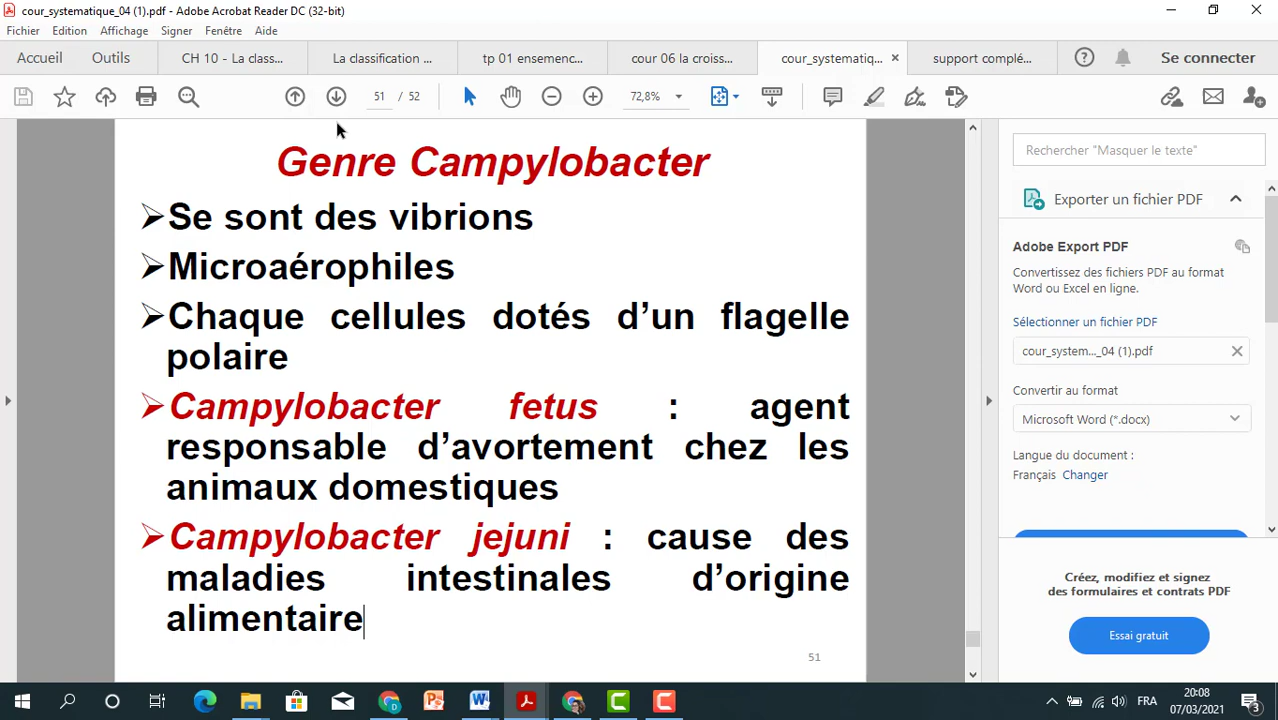 cour_systematique_04 (1).pdf - Adobe Acrobat Reader DC (32-bit)
Fichier Edition Affichage Signer Fenêtre Aide
Accueil Outils CH 10 - La class... La classification ... tp 01 ensemenc... cour 06 la croiss... cour_systematiq... × support complé... Se connecter
51 / 52 72,8%
Genre Campylobacter
Se sont des vibrions
Microaérophiles
Chaque cellules dotés d’un flagelle
polaire
Campylobacter fetus : agent
responsable d’avortement chez les
animaux domestiques
Campylobacter jejuni : cause des
maladies intestinales d’origine
alimentaire
51
Rechercher "Masquer le texte"
Exporter un fichier PDF
Adobe Export PDF
Convertissez des fichiers PDF au format
Word ou Excel en ligne.
Sélectionner un fichier PDF
cour_system..._04 (1).pdf
Convertir au format
Microsoft Word (*.docx)
Langue du document :
Français Changer
Créez, modifiez et signez
des formulaires et contrats PDF
Essai gratuit
FRA
20:08
07/03/2021
3